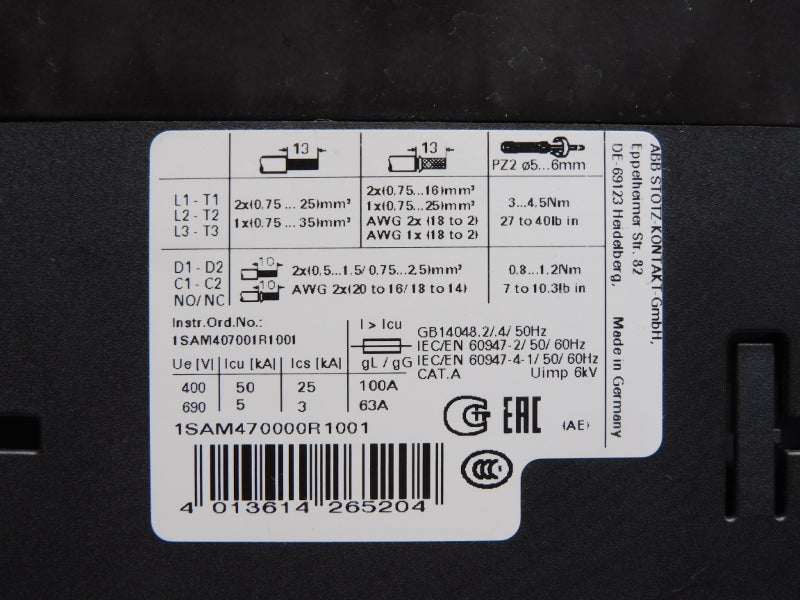 13
13
PZ2 ø5...6mm
L1 - T1
L2 - T2
L3 - T3
2x(0,75 ... 25)mm²
1x(0,75 ... 35)mm²
2x(0,75...16)mm²
1x(0,75...25)mm²
AWG 2x (18 to 2)
AWG 1x (18 to 2)
3...4.5Nm
27 to 40lb in
D1 - D2
C1 - C2
NO/NC
10
10
2x(0,5...1,5/ 0,75...2,5)mm²
AWG 2x(20 to 16/ 18 to 14)
0.8...1.2Nm
7 to 10.3lb in
Instr.Ord.No.:
1SAM407001R1001
I > Icu
gL / gG
GB14048.2/.4/ 50Hz
IEC/EN 60947-2/ 50/ 60Hz
IEC/EN 60947-4-1/ 50/ 60Hz
CAT.A Uimp 6kV
Ue [V] Icu [kA] Ics [kA]
400 50 25 100A
690 5 3 63A
1SAM470000R1001
EAC
(AE)
CCC
4 013614 265204
ABB STOTZ-KONTAKT-GmbH,
Eppelheimer Str. 82
DE-69123 Heidelberg, Made in Germany